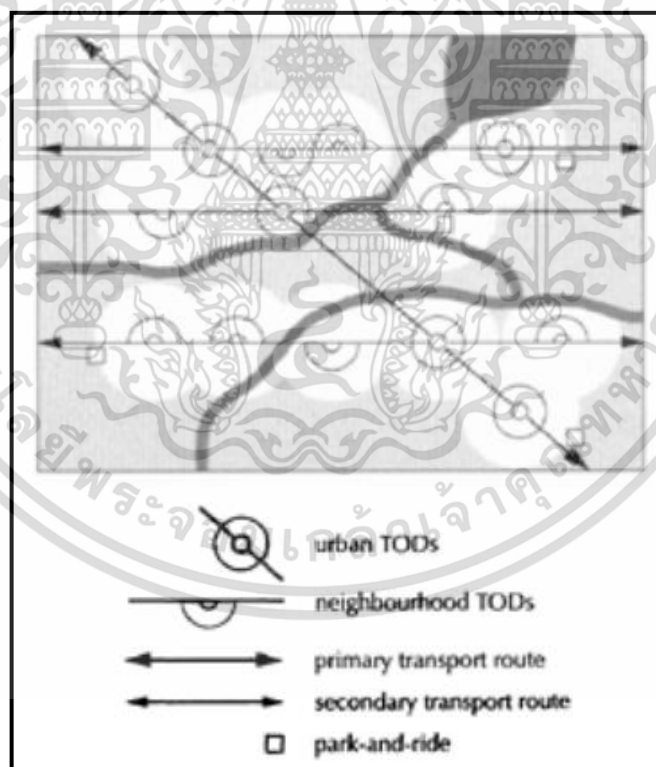 urban TODs
neighbourhood TODs
primary transport route
secondary transport route
park-and-ride